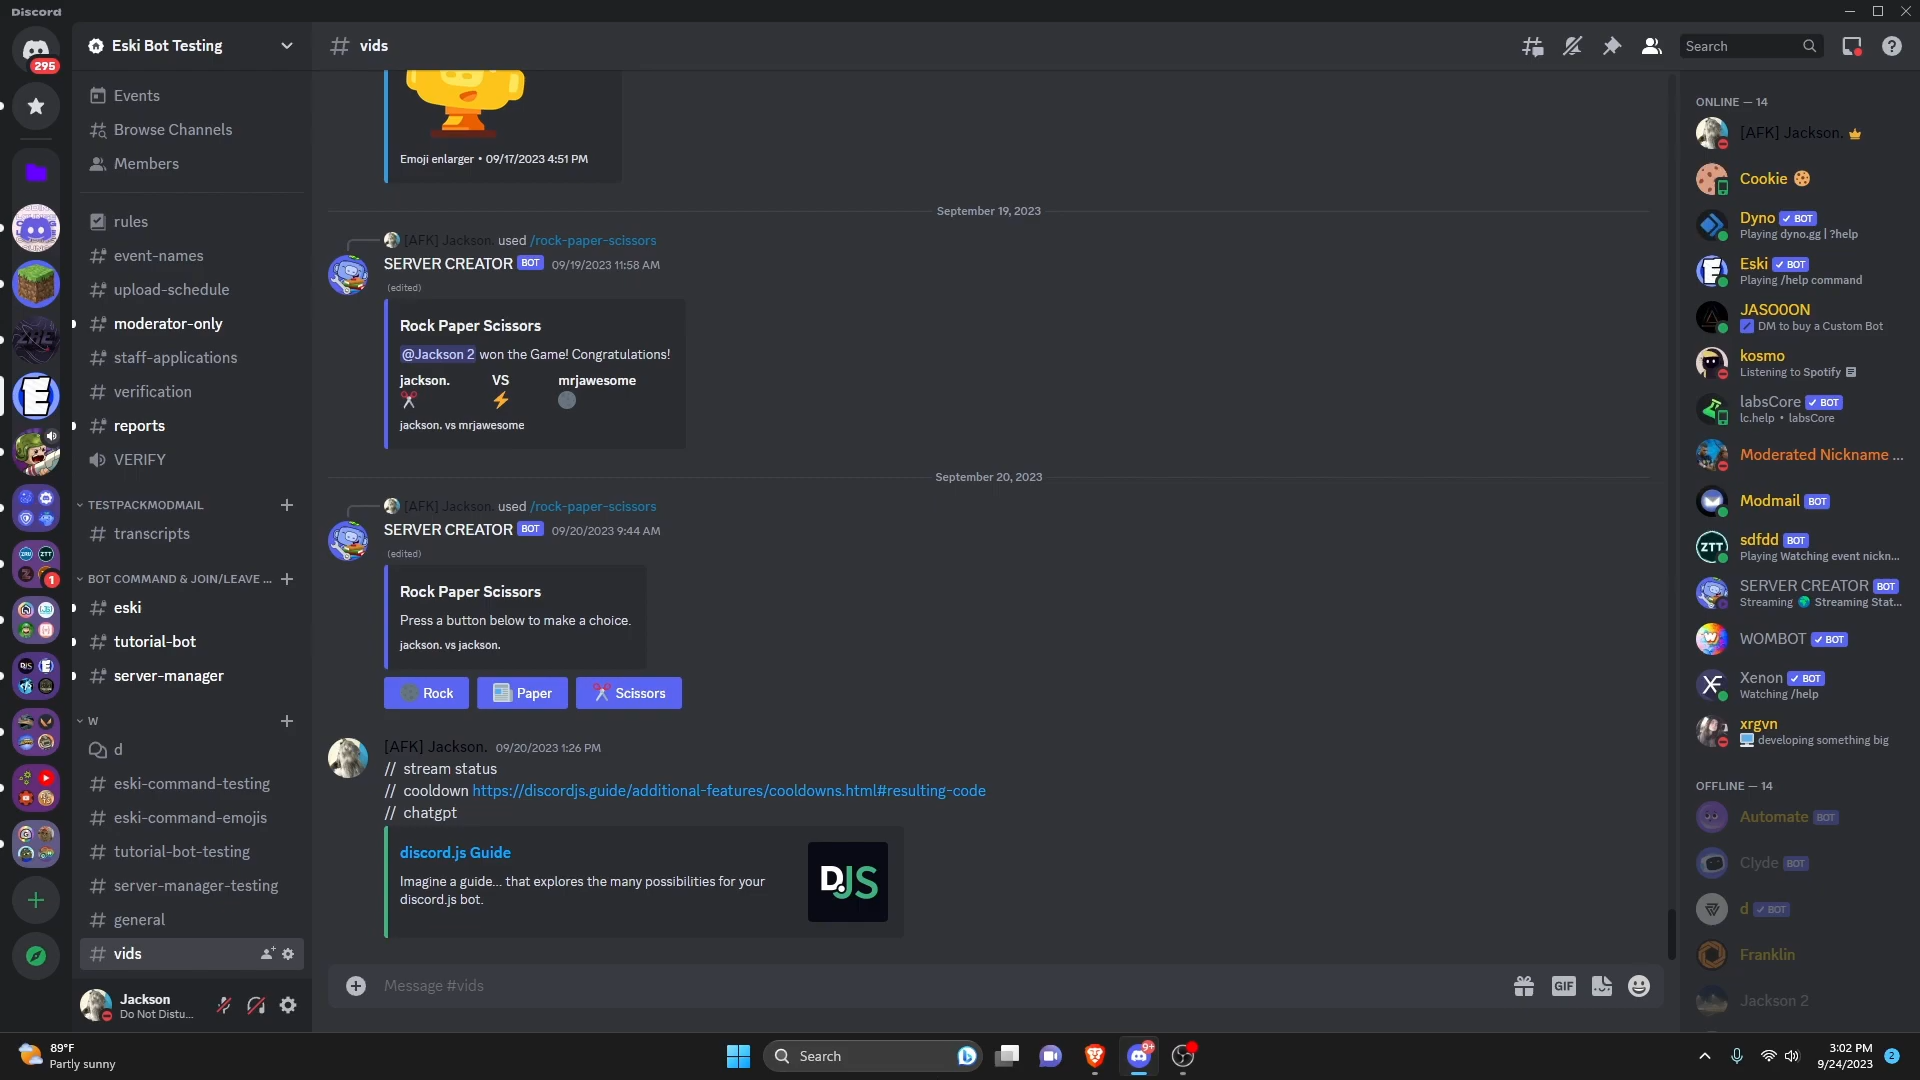 Discord
295
Eski Bot Testing
Events
Browse Channels
Members
rules
event-names
upload-schedule
moderator-only
staff-applications
verification
reports
VERIFY
TESTPACKMODMAIL
transcripts
BOT COMMAND & JOIN/LEAVE ...
eski
tutorial-bot
server-manager
W
d
eski-command-testing
eski-command-emojis
tutorial-bot-testing
server-manager-testing
general
vids
1
Jackson
Do Not Distu...
vids
Search
Emoji enlarger • 09/17/2023 4:51 PM
September 19, 2023
[AFK] Jackson. used /rock-paper-scissors
SERVER CREATOR BOT 09/19/2023 11:58 AM
(edited)
Rock Paper Scissors
@Jackson 2 won the Game! Congratulations!
jackson. VS mrjawesome
jackson. vs mrjawesome
September 20, 2023
[AFK] Jackson. used /rock-paper-scissors
SERVER CREATOR BOT 09/20/2023 9:44 AM
(edited)
Rock Paper Scissors
Press a button below to make a choice.
jackson. vs jackson.
Rock Paper Scissors
[AFK] Jackson. 09/20/2023 1:26 PM
// stream status
// cooldown https://discordjs.guide/additional-features/cooldowns.html#resulting-code
// chatgpt
discord.js Guide
Imagine a guide... that explores the many possibilities for your
discord.js bot.
DJS
Message #vids
GIF
ONLINE — 14
[AFK] Jackson.
Cookie
Dyno BOT
Playing dyno.gg | ?help
Eski BOT
Playing /help command
JASO0ON
DM to buy a Custom Bot
kosmo
Listening to Spotify
labsCore BOT
lc.help • labsCore
Moderated Nickname ...
Modmail BOT
ZTT
sdfdd BOT
Playing Watching event nickn...
SERVER CREATOR BOT
Streaming Streaming Stat...
WOMBOT BOT
Xenon BOT
Watching /help
xrgvn
developing something big
OFFLINE — 14
Automate BOT
Clyde BOT
d BOT
Franklin
Jackson 2
89°F
Partly sunny
Search
9+
3:02 PM
9/24/2023
2